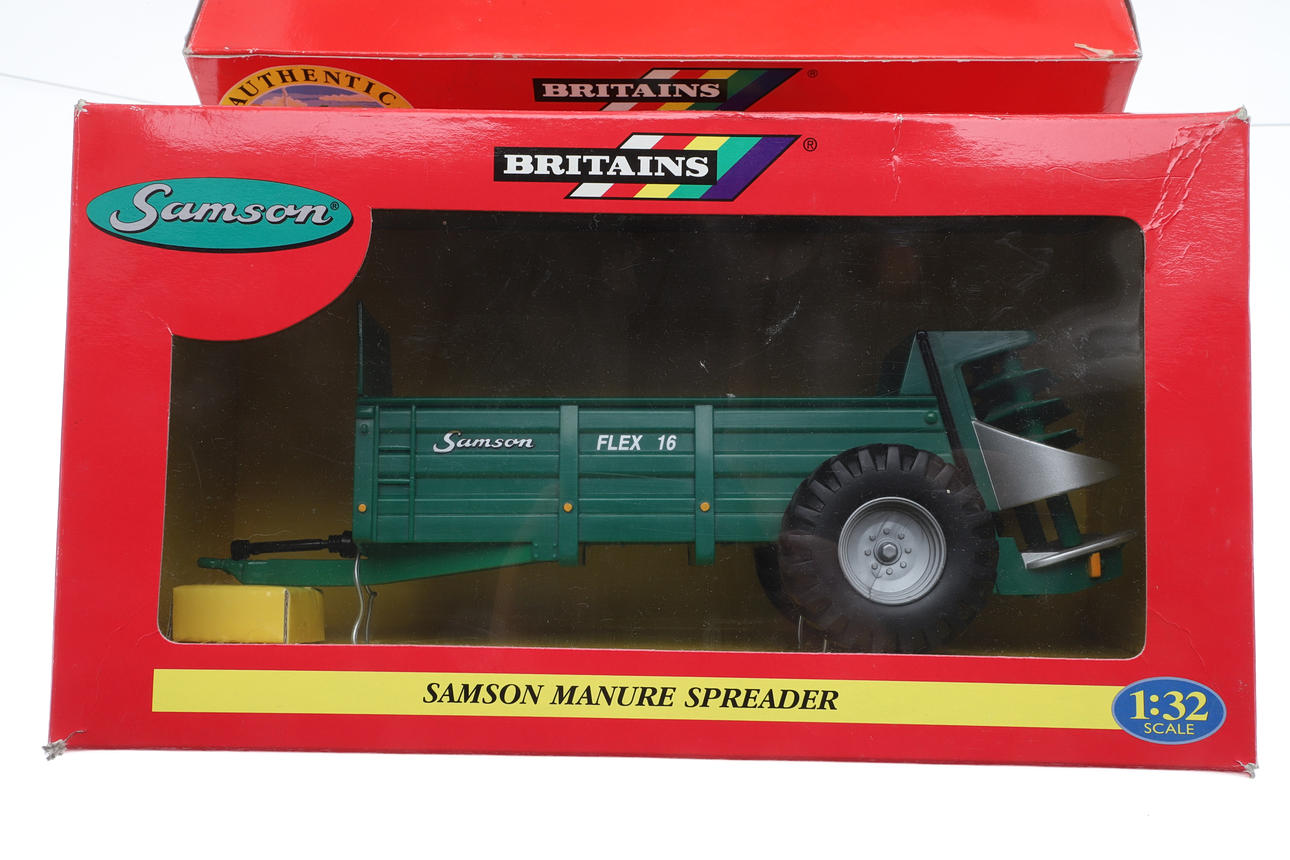 AUTHENTIC
BRITAINS®
BRITAINS®
Samson®
Samson FLEX 16
SAMSON MANURE SPREADER
1:32
SCALE